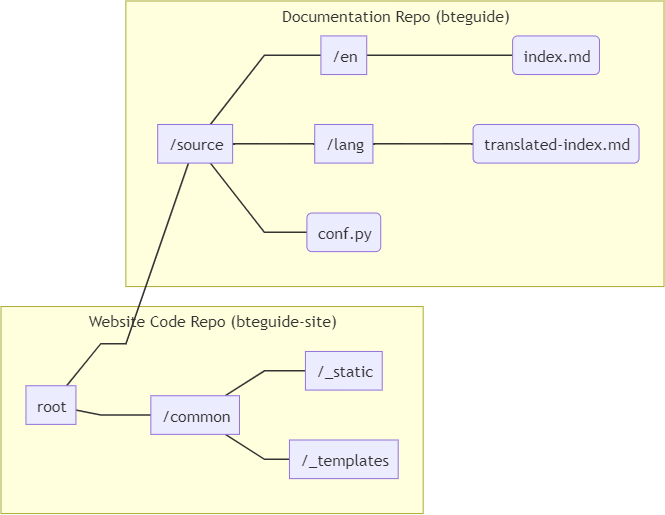 Documentation Repo (bteguide)
/en
index.md
/source
/lang
translated-index.md
conf.py
Website Code Repo (bteguide-site)
/_static
root
/common
/_templates